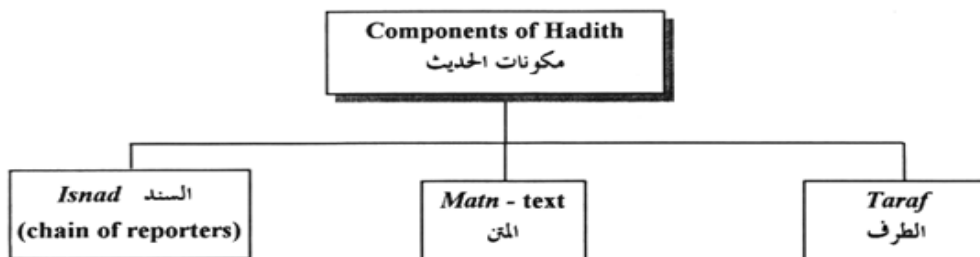 Components of Hadith
مكونات الحديث
Isnad السند
(chain of reporters)
Matn - text
المتن
Taraf
الطرف